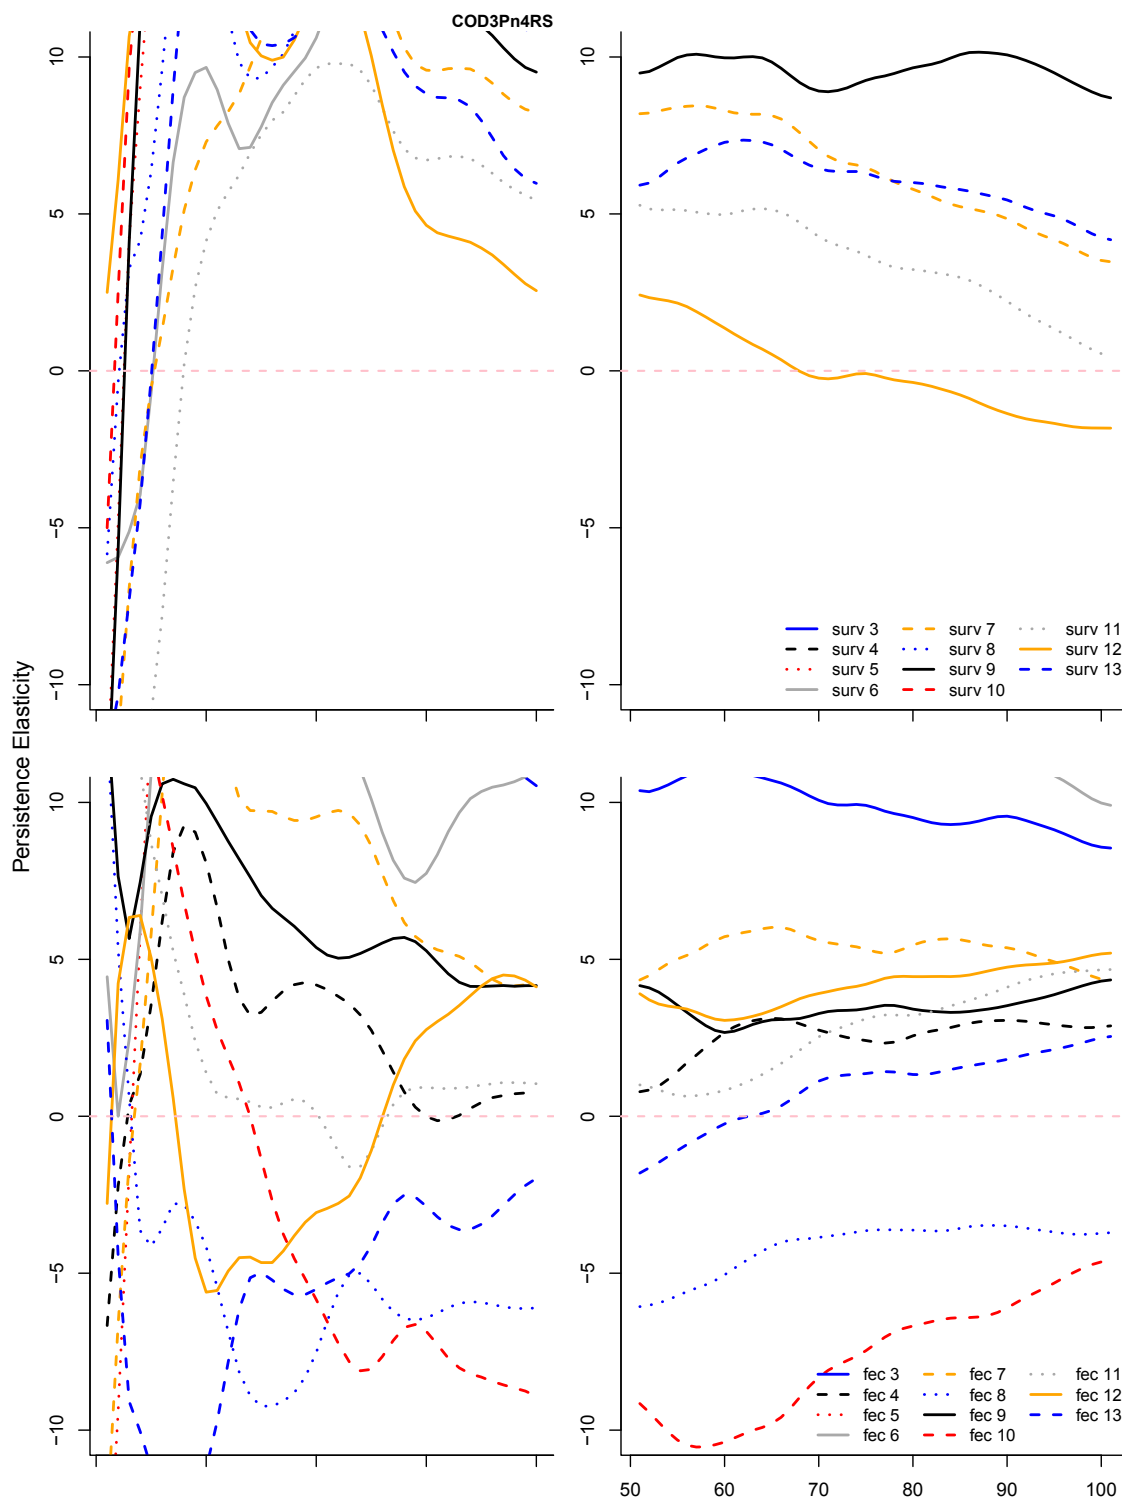 COD3Pn4RS
Persistence Elasticity
10
5
0
−5
−10
10
5
0
−5
−10
surv 3 surv 7 surv 11
surv 4 surv 8 surv 12
surv 5 surv 9 surv 13
surv 6 surv 10
10
5
0
−5
−10
10
5
0
−5
−10
fec 3 fec 7 fec 11
fec 4 fec 8 fec 12
fec 5 fec 9 fec 13
fec 6 fec 10
50 60 70 80 90 100